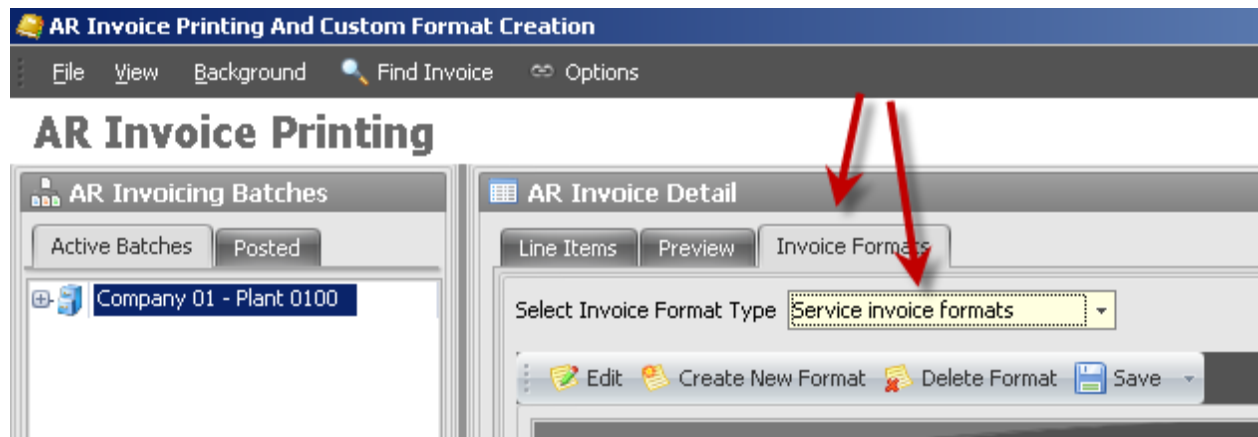 AR Invoice Printing And Custom Format Creation
File View Background Find Invoice Options
AR Invoice Printing
AR Invoicing Batches
Active Batches Posted
Company 01 - Plant 0100
AR Invoice Detail
Line Items Preview Invoice Formats
Select Invoice Format Type Service invoice formats
Edit Create New Format Delete Format Save